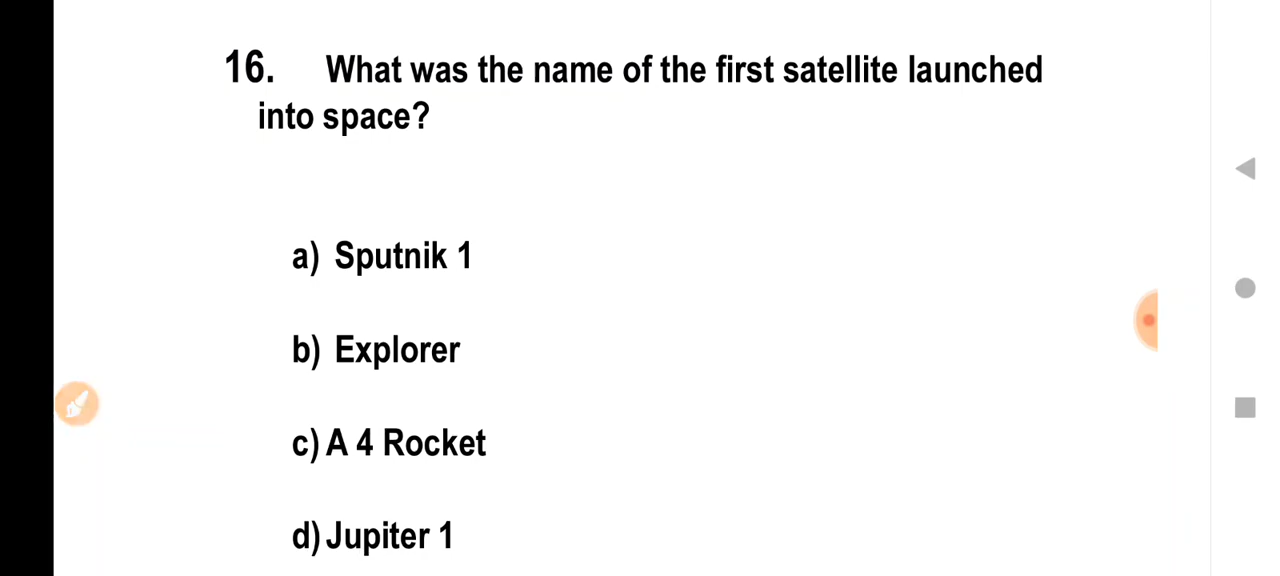 16. What was the name of the first satellite launched
into space?
a) Sputnik 1
b) Explorer
c) A 4 Rocket
d) Jupiter 1